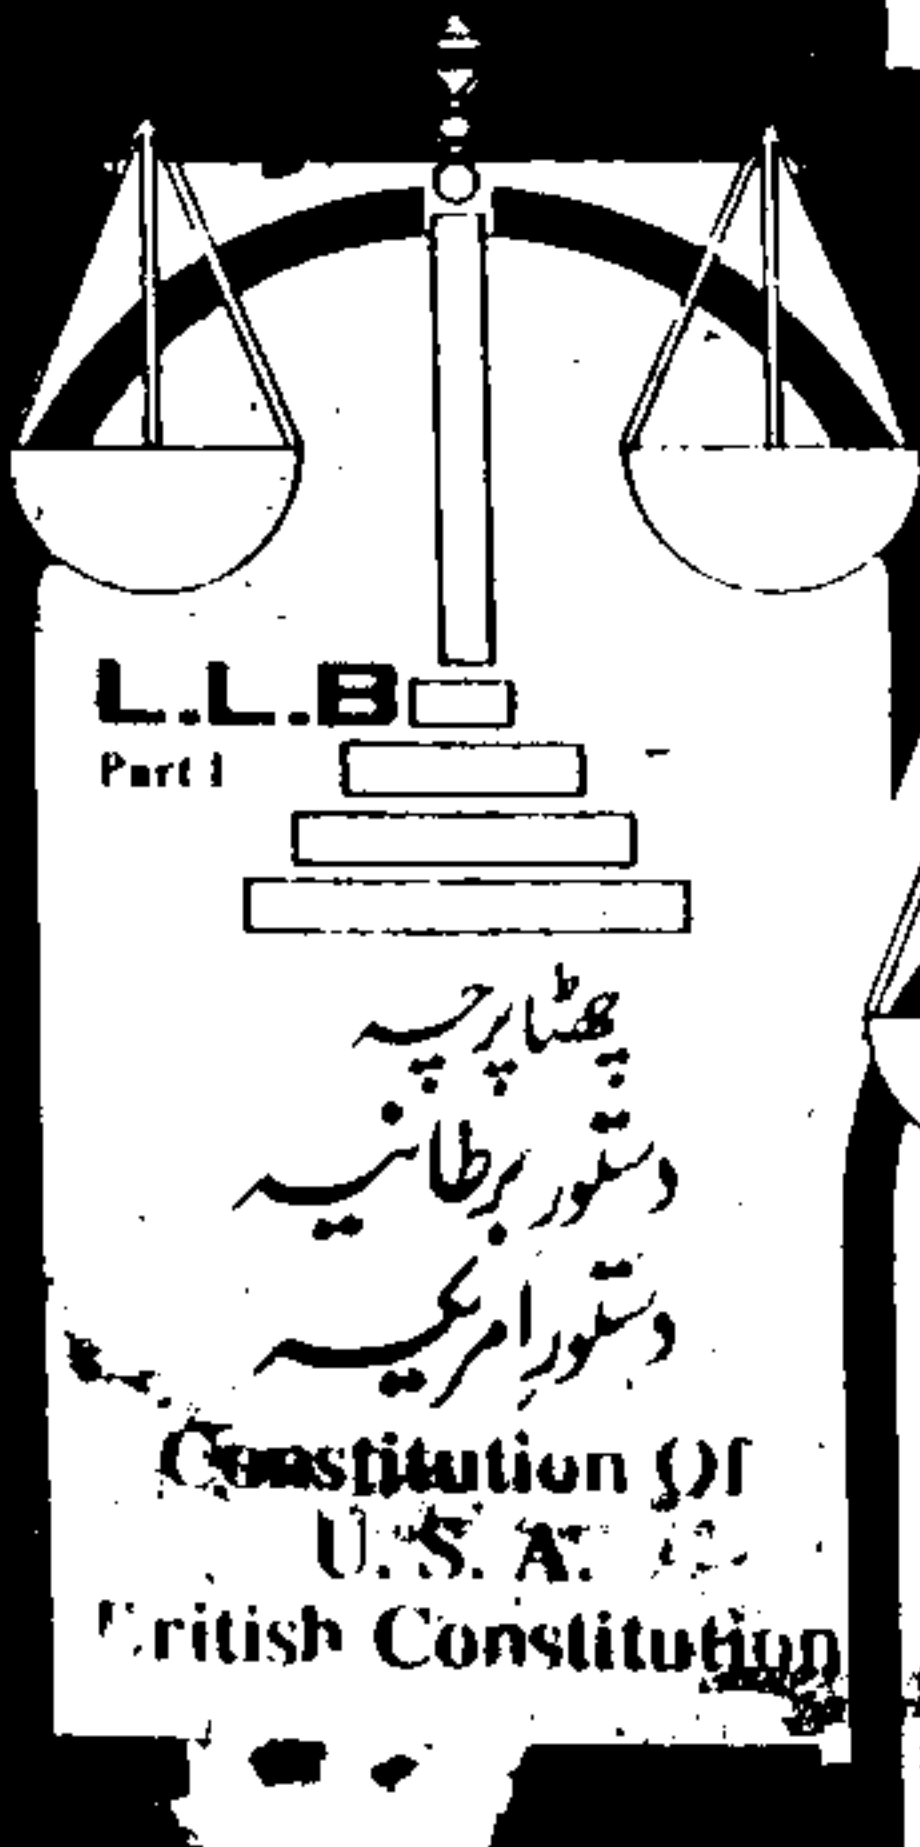 L.L.B
Part I
چھٹا پرچہ
دستور برطانیہ
دستورِ امریکہ
Constitution Of
U. S. A.
British Constitution